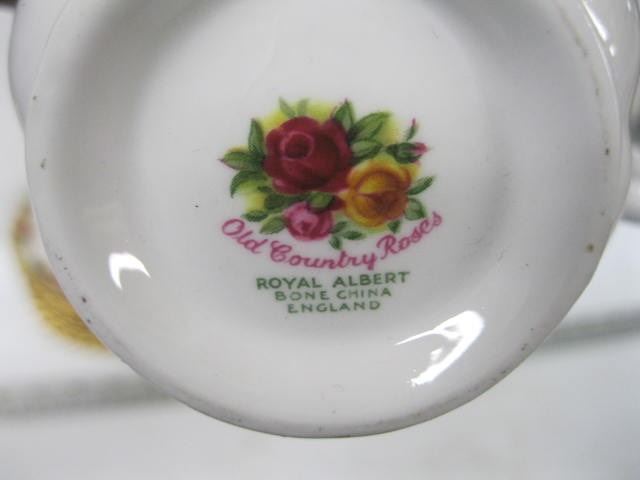 Old Country Roses
ROYAL ALBERT
BONE CHINA
ENGLAND